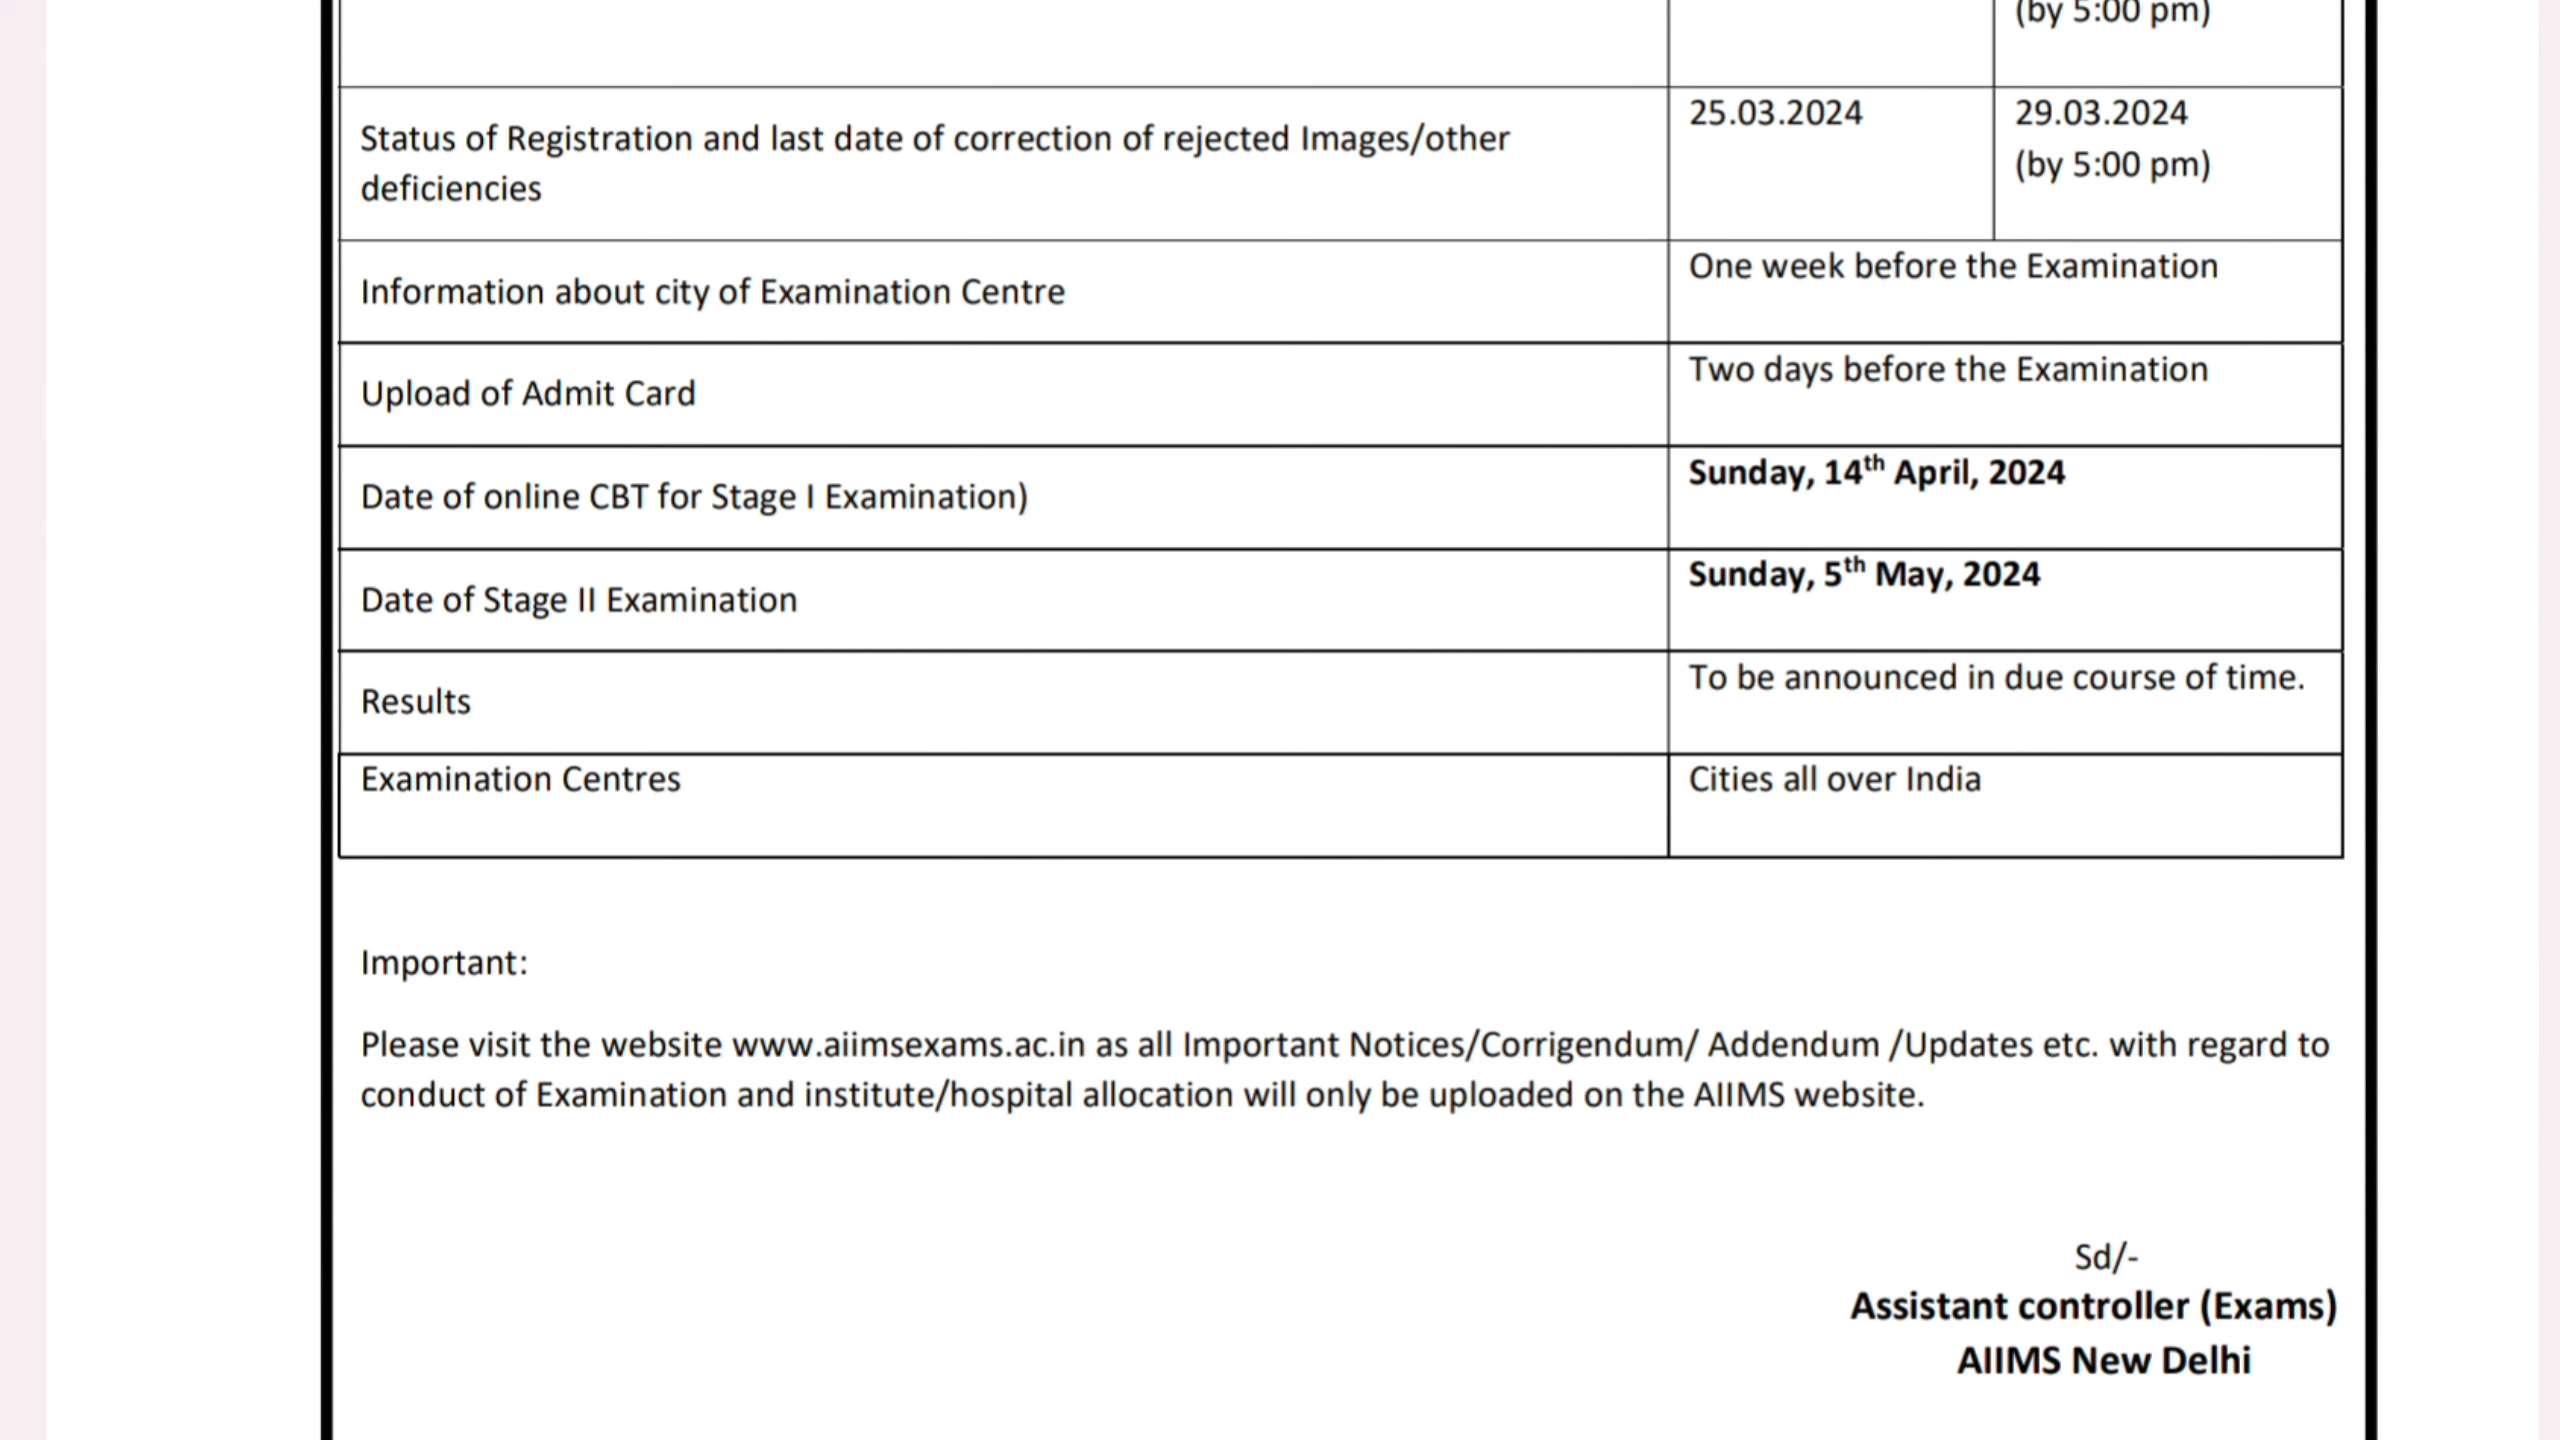 (by 5:00 pm)
Status of Registration and last date of correction of rejected Images/other
deficiencies
25.03.2024
29.03.2024
(by 5:00 pm)
Information about city of Examination Centre
One week before the Examination
Upload of Admit Card
Two days before the Examination
Date of online CBT for Stage I Examination)
Sunday, 14th April, 2024
Date of Stage II Examination
Sunday, 5th May, 2024
Results
To be announced in due course of time.
Examination Centres
Cities all over India
Important:
Please visit the website www.aiimsexams.ac.in as all Important Notices/Corrigendum/ Addendum /Updates etc. with regard to
conduct of Examination and institute/hospital allocation will only be uploaded on the AIIMS website.
Sd/-
Assistant controller (Exams)
AIIMS New Delhi